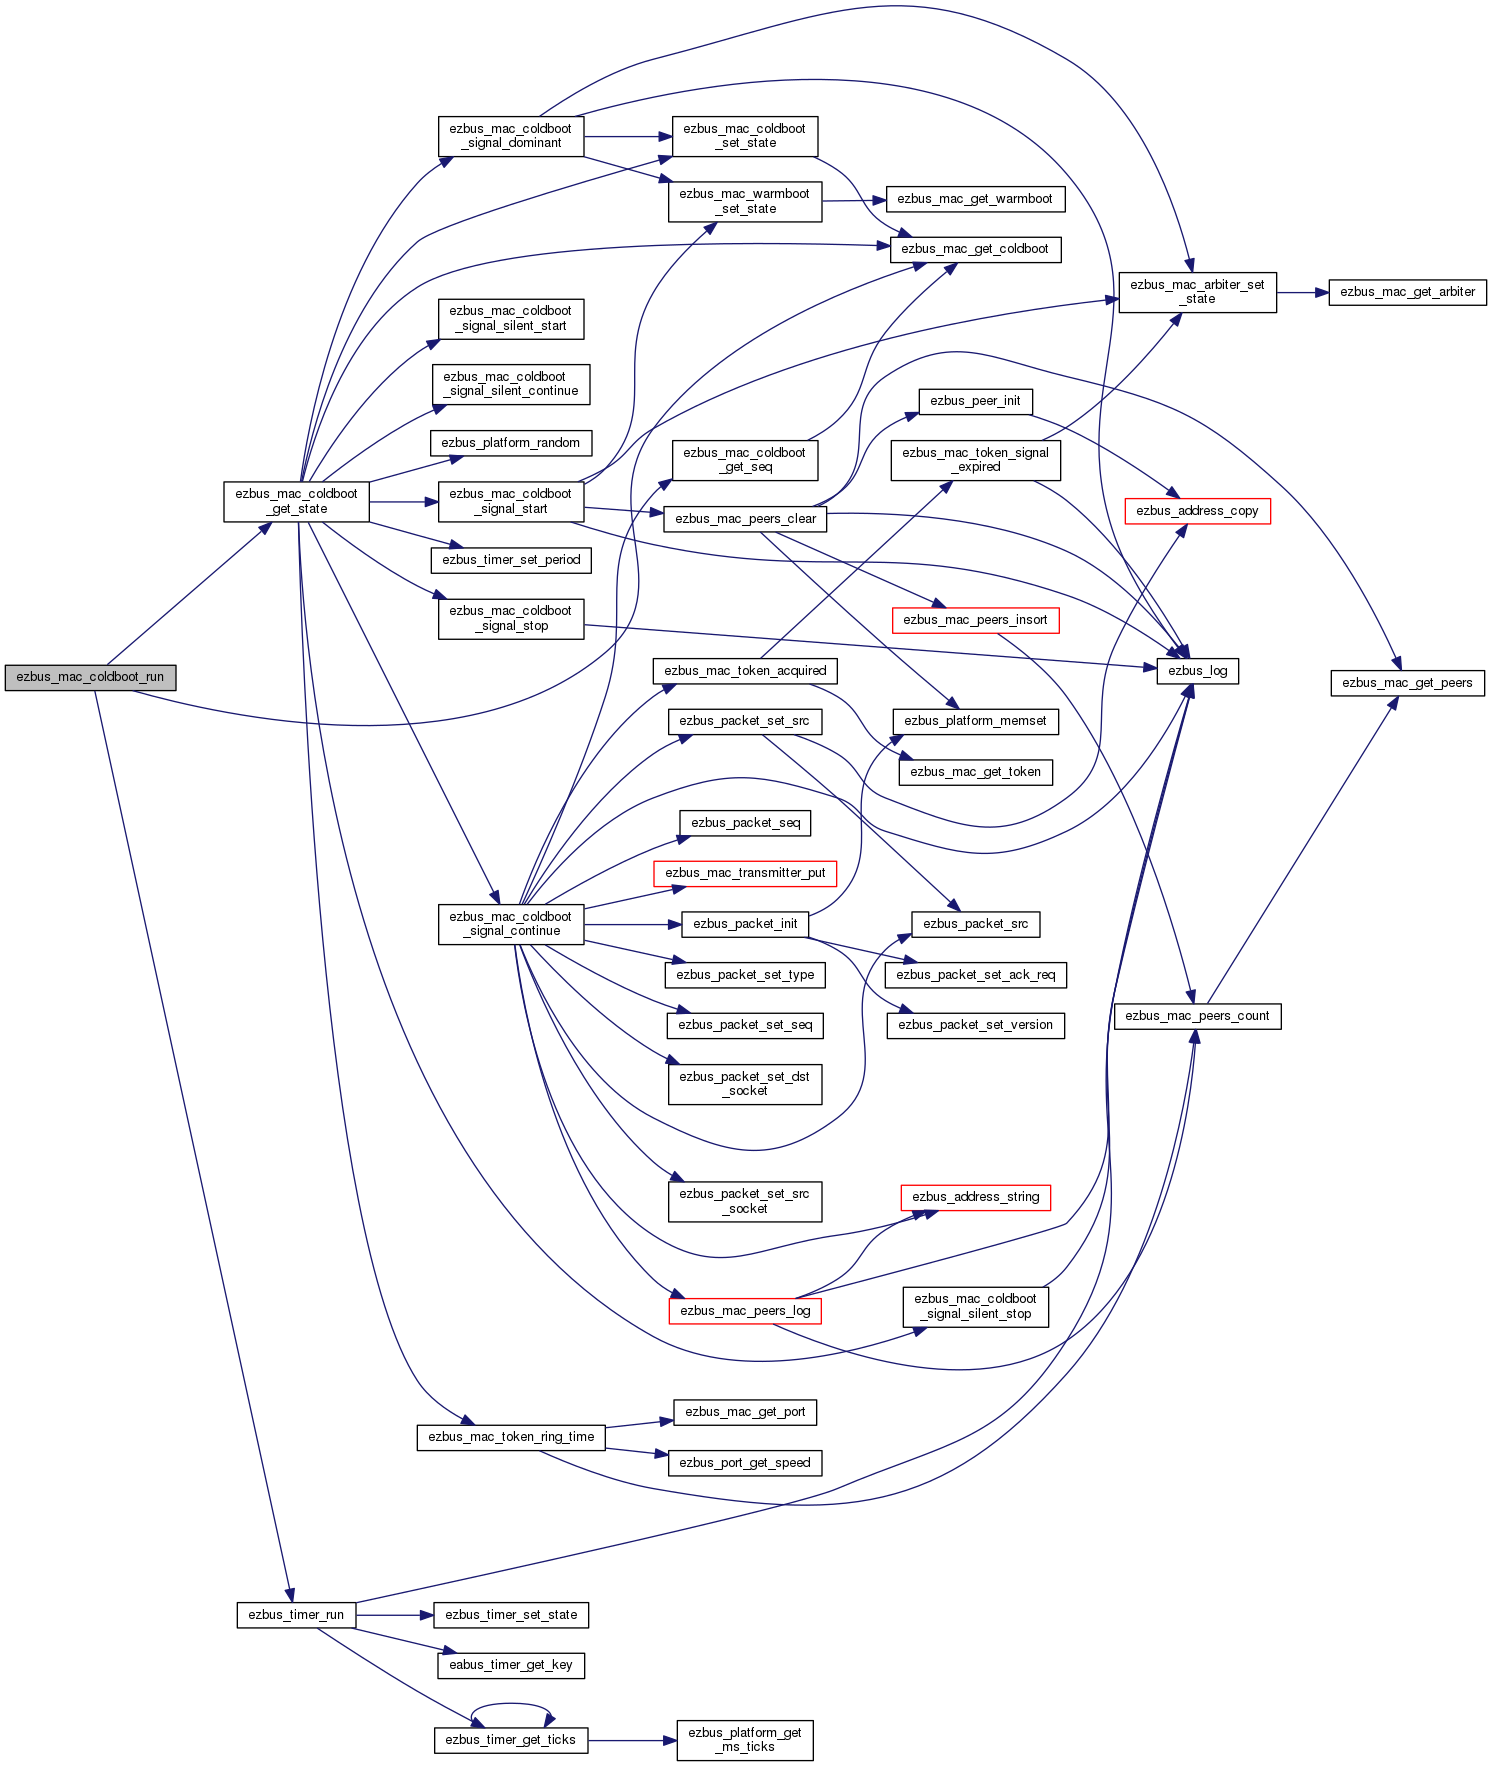 ezbus_mac_coldboot
_signal_dominant
ezbus_mac_coldboot
_set_state
ezbus_mac_warmboot
_set_state
ezbus_mac_get_warmboot
ezbus_mac_get_coldboot
ezbus_mac_arbiter_set
_state
ezbus_mac_get_arbiter
ezbus_mac_coldboot
_signal_silent_start
ezbus_mac_coldboot
_signal_silent_continue
ezbus_peer_init
ezbus_platform_random
ezbus_mac_coldboot
_get_seq
ezbus_mac_token_signal
_expired
ezbus_mac_coldboot
_get_state
ezbus_mac_coldboot
_signal_start
ezbus_mac_peers_clear
ezbus_address_copy
ezbus_timer_set_period
ezbus_mac_coldboot
_signal_stop
ezbus_mac_peers_insort
ezbus_mac_coldboot_run
ezbus_mac_token_acquired
ezbus_log
ezbus_mac_get_peers
ezbus_packet_set_src
ezbus_platform_memset
ezbus_mac_get_token
ezbus_packet_seq
ezbus_mac_transmitter_put
ezbus_mac_coldboot
_signal_continue
ezbus_packet_init
ezbus_packet_src
ezbus_packet_set_type
ezbus_packet_set_ack_req
ezbus_packet_set_seq
ezbus_packet_set_version
ezbus_mac_peers_count
ezbus_packet_set_dst
_socket
ezbus_packet_set_src
_socket
ezbus_address_string
ezbus_mac_peers_log
ezbus_mac_coldboot
_signal_silent_stop
ezbus_mac_get_port
ezbus_mac_token_ring_time
ezbus_port_get_speed
ezbus_timer_run
ezbus_timer_set_state
eabus_timer_get_key
ezbus_timer_get_ticks
ezbus_platform_get
_ms_ticks